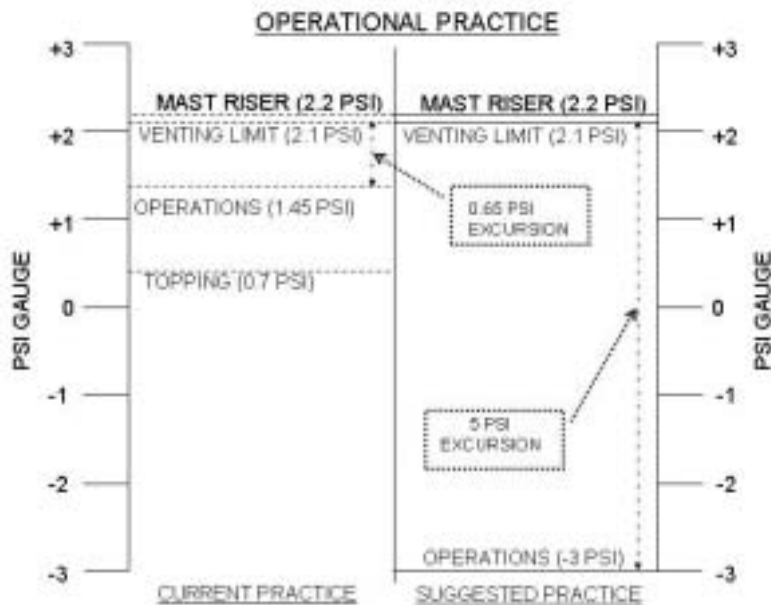 OPERATIONAL PRACTICE
+3
+2
+1
0
-1
-2
-3
PSI GAUGE
MAST RISER (2.2 PSI)
VENTING LIMIT (2.1 PSI)
OPERATIONS (1.45 PSI)
TOPPING (0.7 PSI)
CURRENT PRACTICE
MAST RISER (2.2 PSI)
VENTING LIMIT (2.1 PSI)
0.65 PSI
EXCURSION
5 PSI
EXCURSION
OPERATIONS (-3 PSI)
SUGGESTED PRACTICE
+3
+2
+1
0
-1
-2
-3
PSI GAUGE